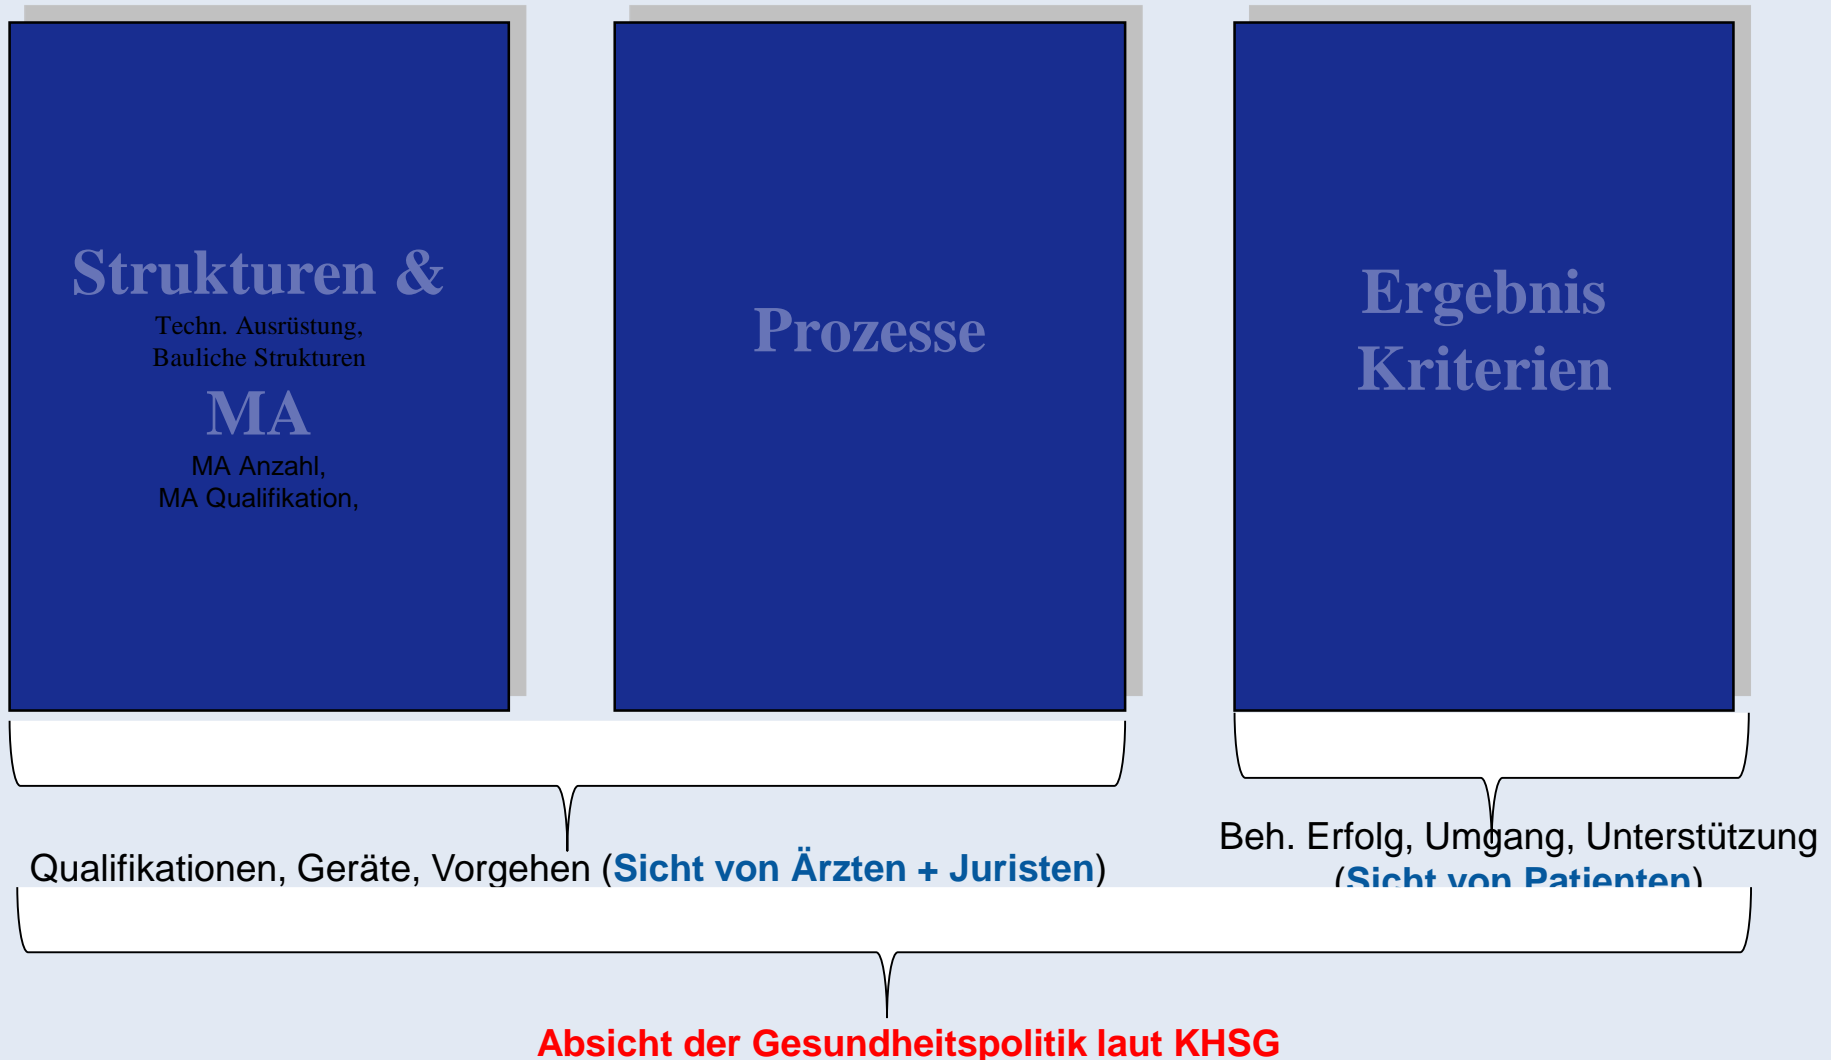 Strukturen &
Techn. Ausrüstung,
Bauliche Strukturen
MA
MA Anzahl,
MA Qualifikation,
Prozesse
Ergebnis
Kriterien
Qualifikationen, Geräte, Vorgehen (Sicht von Ärzten + Juristen)
Beh. Erfolg, Umgang, Unterstützung
(Sicht von Patienten)
Absicht der Gesundheitspolitik laut KHSG